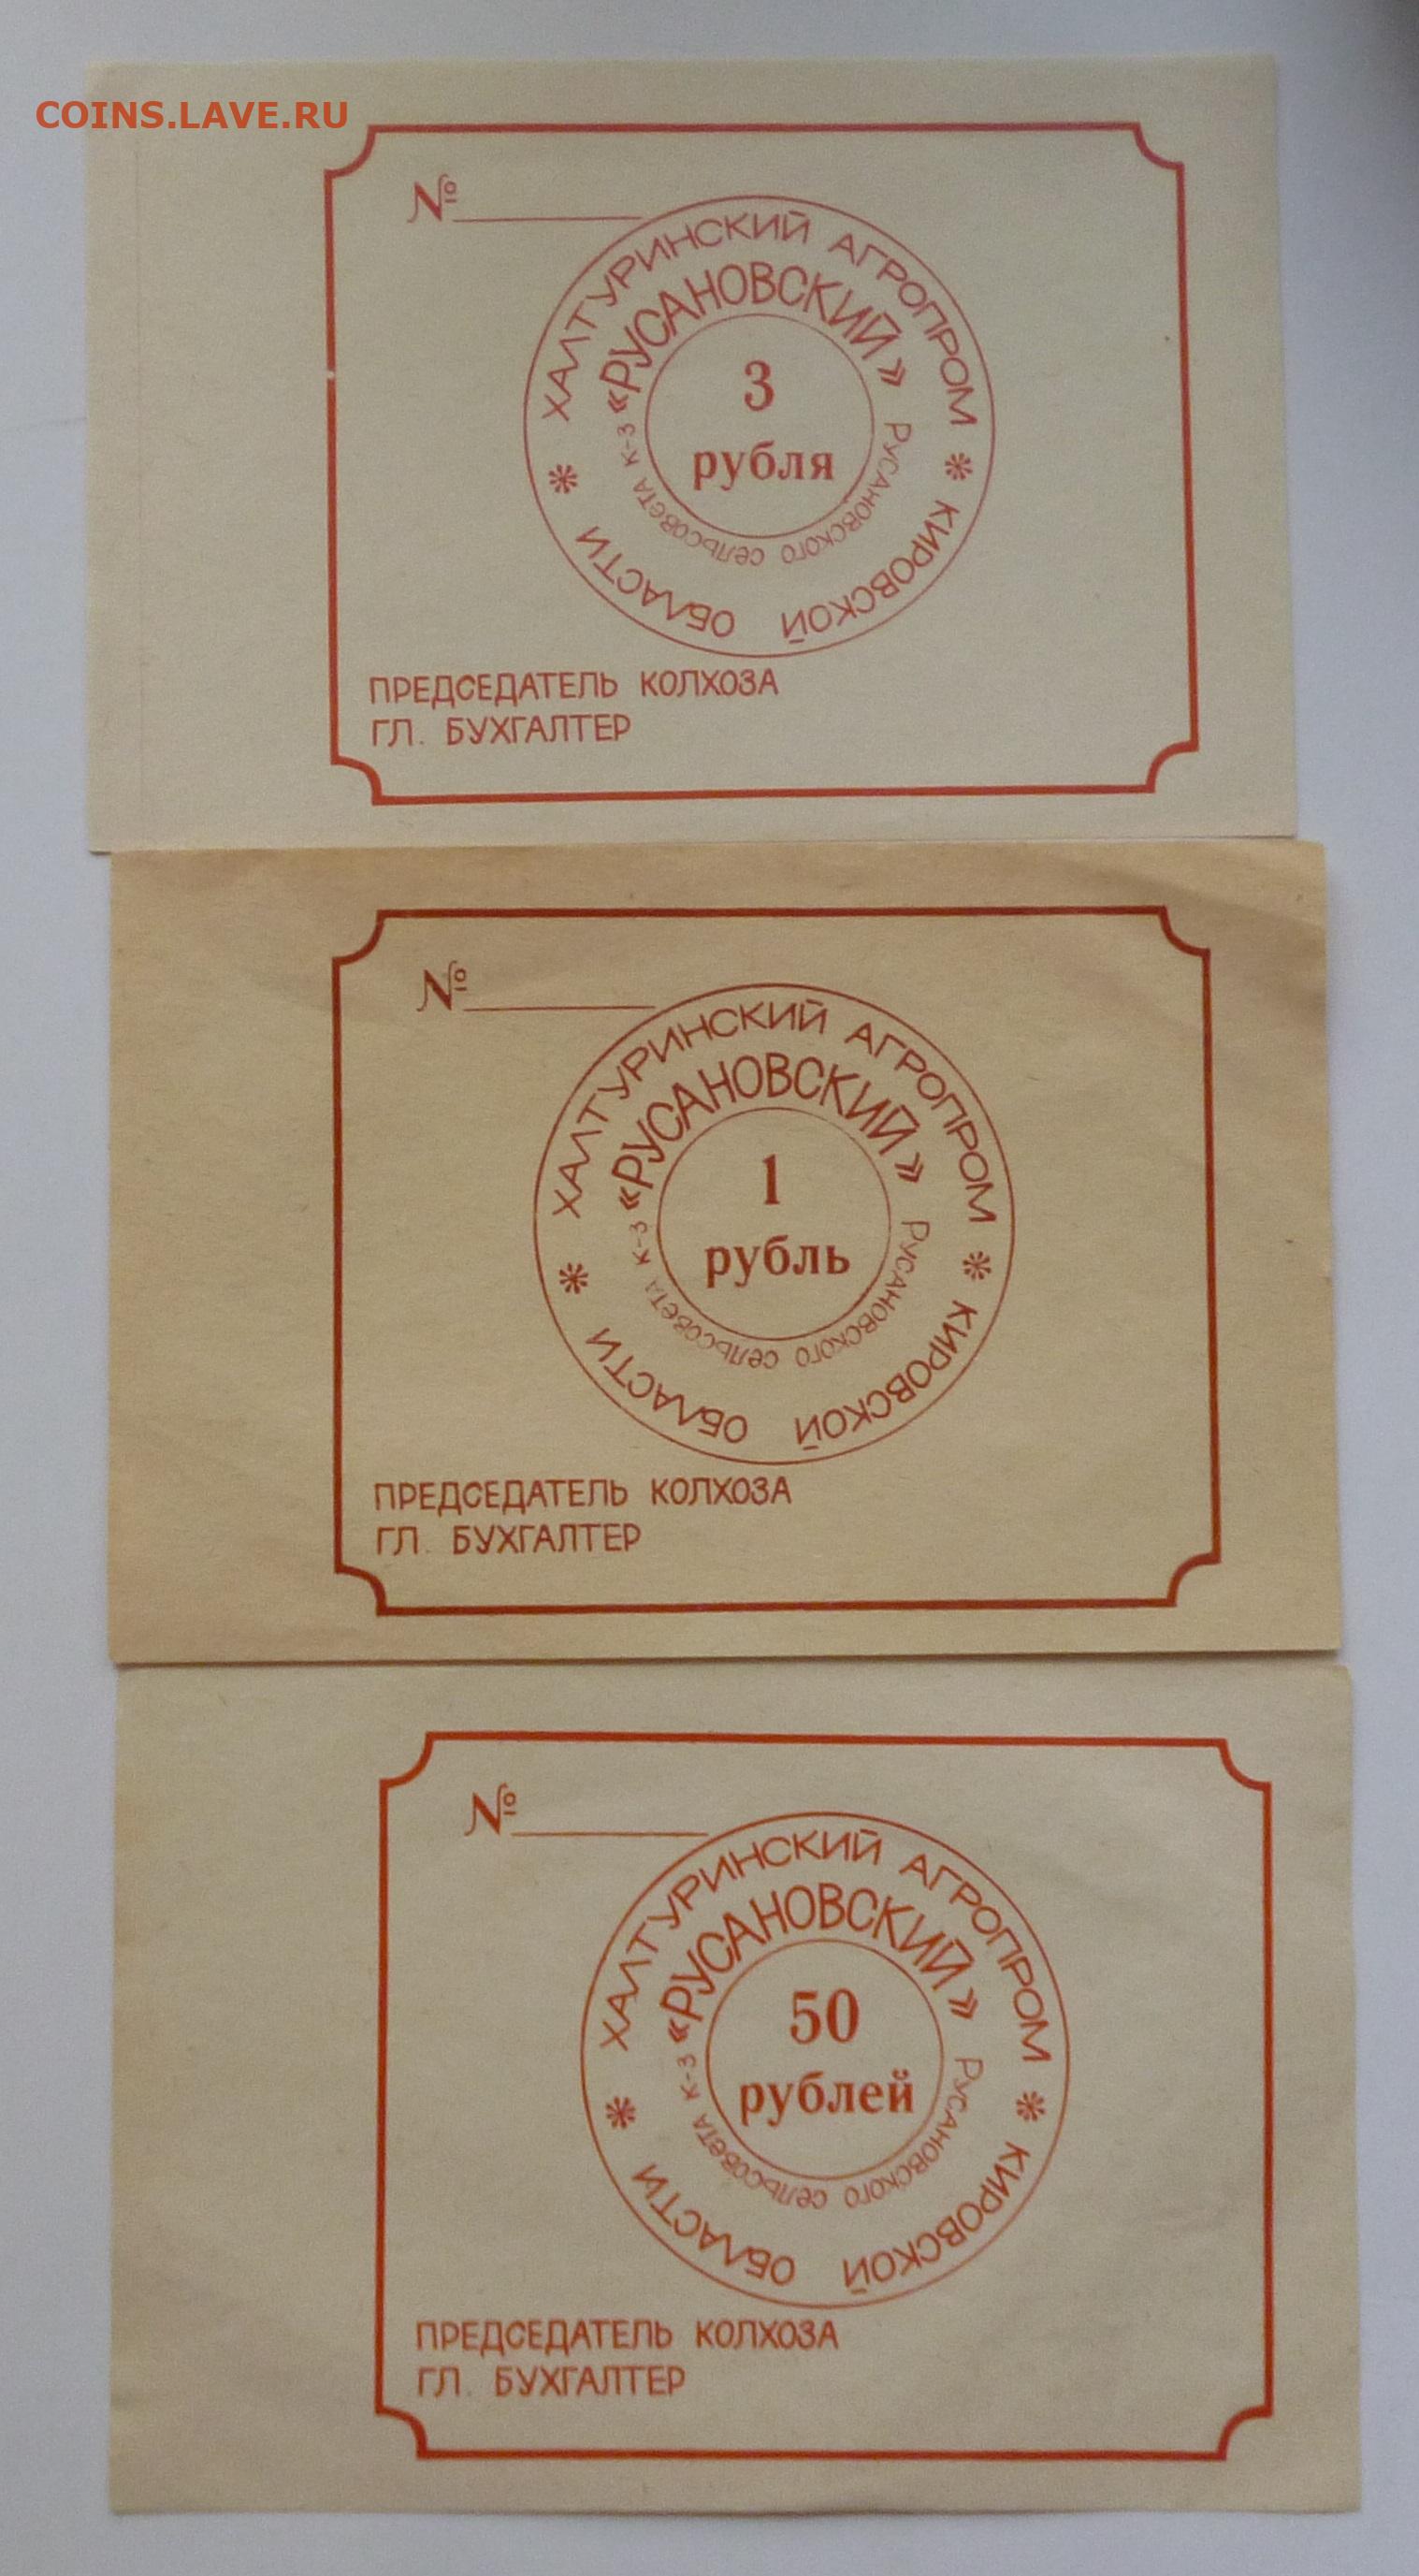 COINS.LAVE.RU
№
ХАЛТУРИНСКИЙ АГРОПРОМ * КИРОВСКОЙ ОБЛАСТИ *
«РУСАНОВСКИЙ»
Русановского сельсовета к-з
3
рубля
ПРЕДСЕДАТЕЛЬ КОЛХОЗА
ГЛ. БУХГАЛТЕР
№
ХАЛТУРИНСКИЙ АГРОПРОМ * КИРОВСКОЙ ОБЛАСТИ *
«РУСАНОВСКИЙ»
Русановского сельсовета к-з
1
рубль
ПРЕДСЕДАТЕЛЬ КОЛХОЗА
ГЛ. БУХГАЛТЕР
№
ХАЛТУРИНСКИЙ АГРОПРОМ * КИРОВСКОЙ ОБЛАСТИ *
«РУСАНОВСКИЙ»
Русановского сельсовета к-з
50
рублей
ПРЕДСЕДАТЕЛЬ КОЛХОЗА
ГЛ. БУХГАЛТЕР